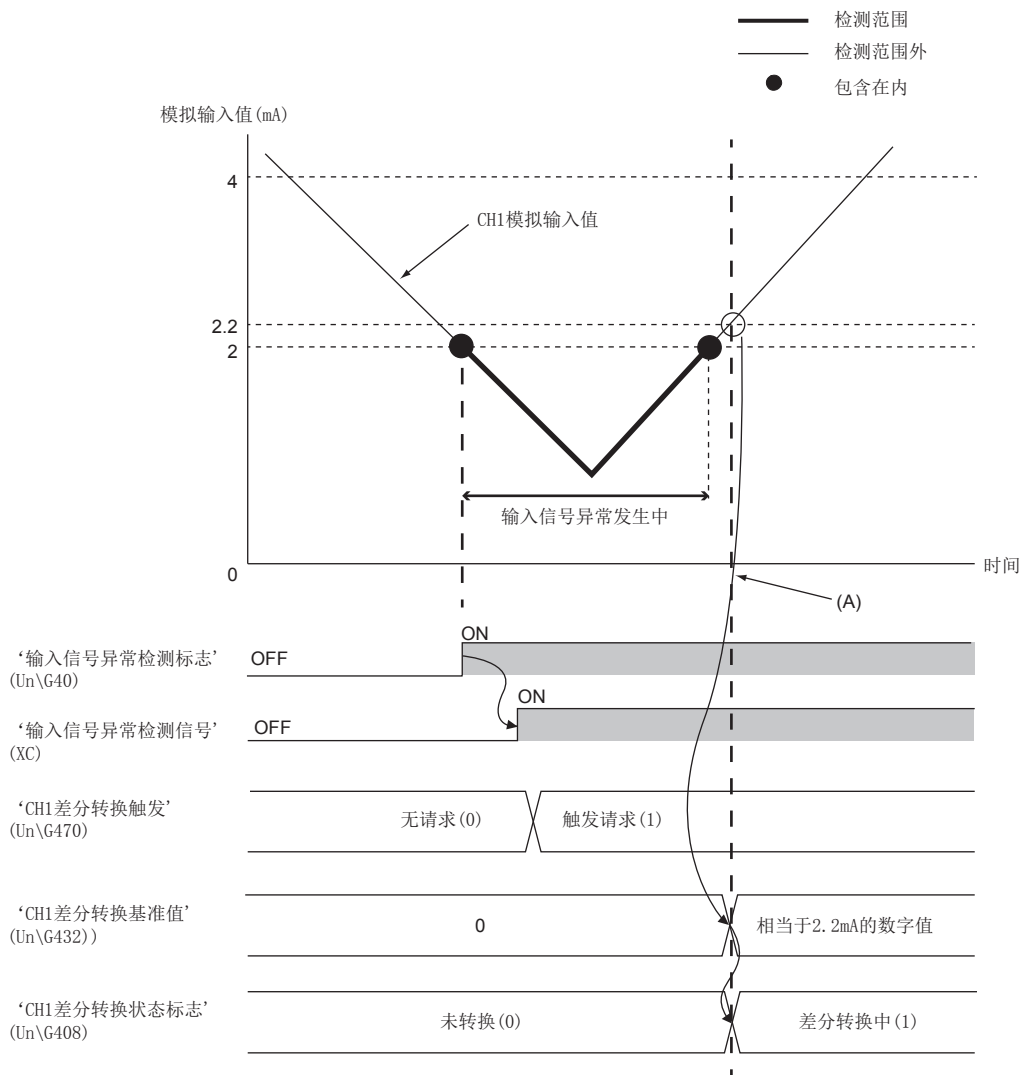 检测范围
检测范围外
包含在内
模拟输入值(mA)
4
CH1模拟输入值
2.2
2
输入信号异常发生中
0
时间
(A)
ON
‘输入信号异常检测标志’
(Un\G40)
OFF
ON
‘输入信号异常检测信号’
(XC)
OFF
‘CH1差分转换触发’
(Un\G470)
无请求(0)
触发请求(1)
‘CH1差分转换基准值’
(Un\G432))
0
相当于2.2mA的数字值
‘CH1差分转换状态标志’
(Un\G408)
未转换(0)
差分转换中(1)